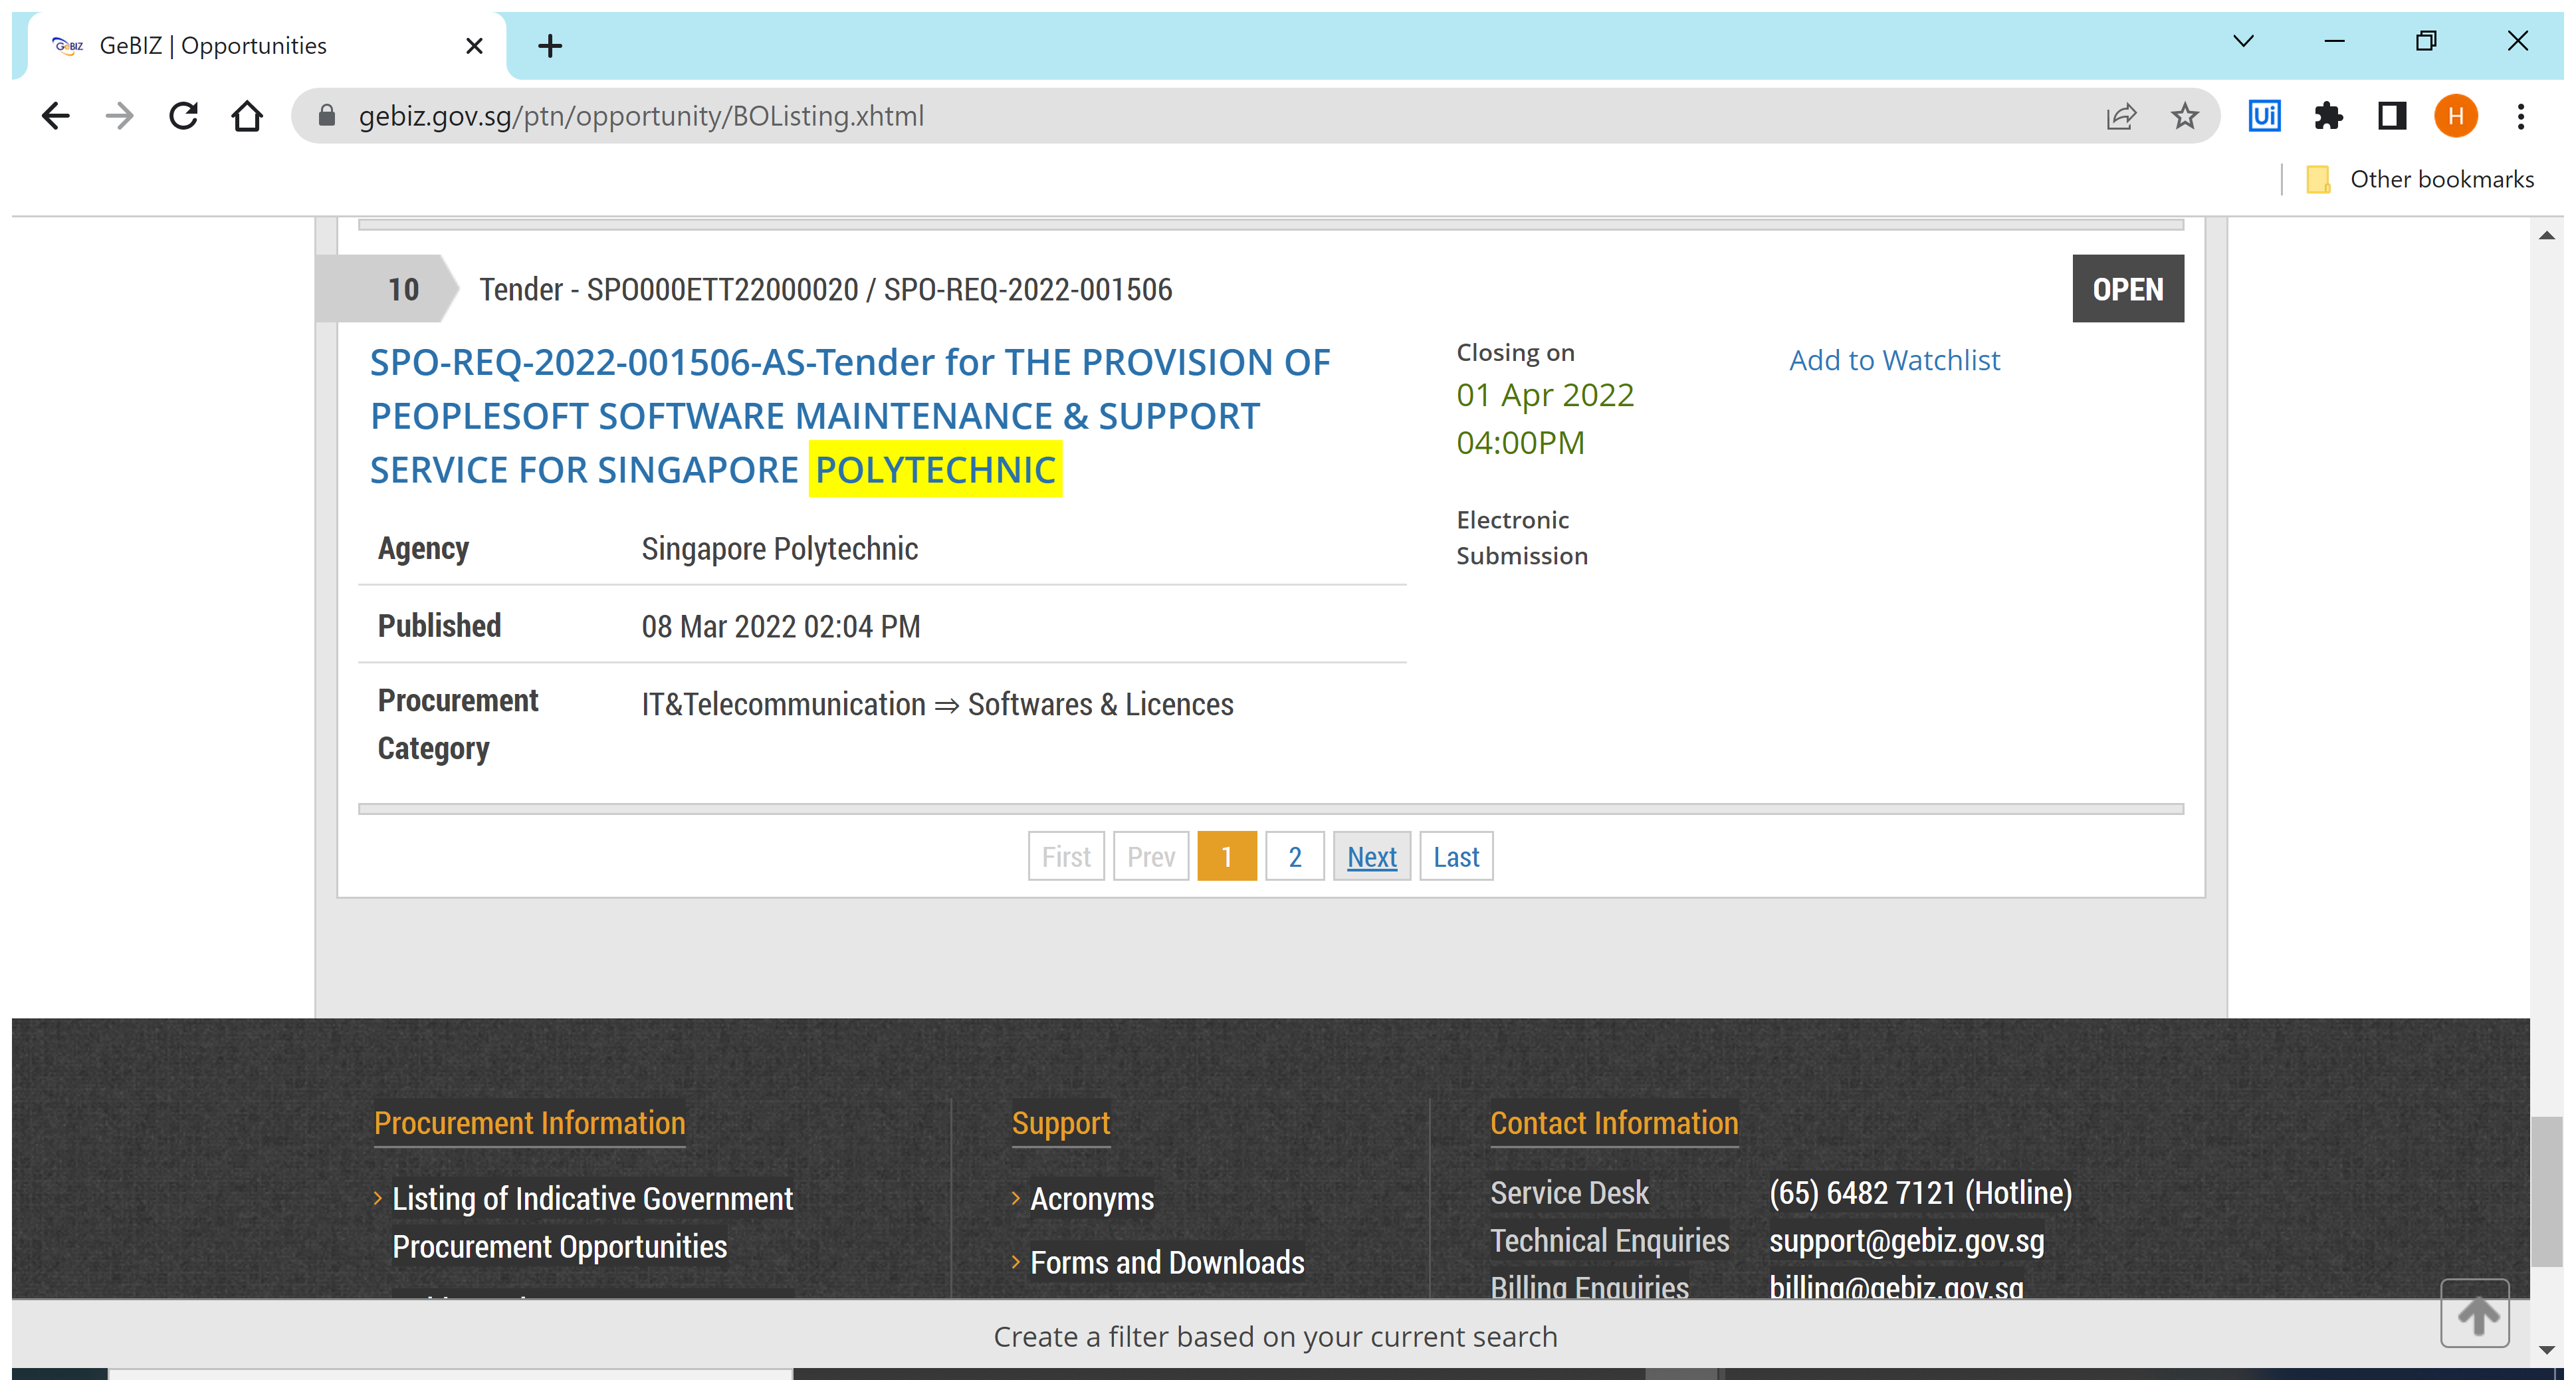 GeBIZ | Opportunities
gebiz.gov.sg/ptn/opportunity/BOListing.xhtml
Ui
H
Other bookmarks
10 Tender - SPO000ETT22000020 / SPO-REQ-2022-001506 OPEN
SPO-REQ-2022-001506-AS-Tender for THE PROVISION OF
PEOPLESOFT SOFTWARE MAINTENANCE & SUPPORT
SERVICE FOR SINGAPORE POLYTECHNIC
Closing on
01 Apr 2022
04:00PM
Electronic
Submission
Add to Watchlist
Agency Singapore Polytechnic
Published 08 Mar 2022 02:04 PM
Procurement
Category
IT&Telecommunication ⇒ Softwares & Licences
First Prev 1 2 Next Last
Procurement Information
Listing of Indicative Government
Procurement Opportunities
Support
Acronyms
Forms and Downloads
Contact Information
Service Desk (65) 6482 7121 (Hotline)
Technical Enquiries support@gebiz.gov.sg
Billing Enquiries billing@gebiz.gov.sg
Create a filter based on your current search